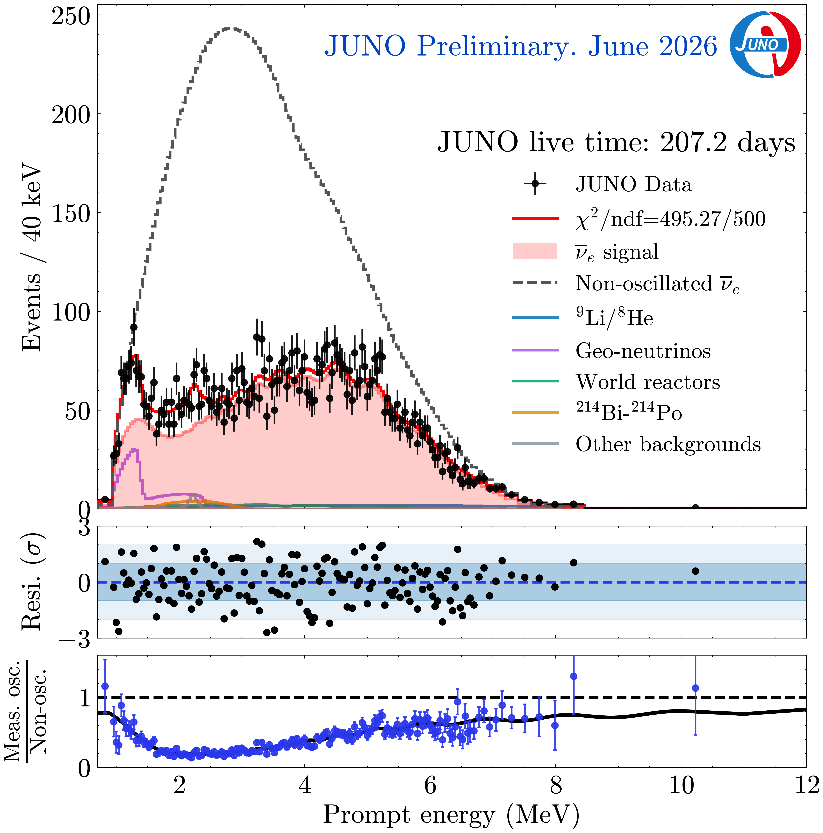 JUNO Preliminary. June 2026
JUNO
JUNO live time: 207.2 days
JUNO Data
χ²/ndf=495.27/500
ν̅ₑ signal
Non-oscillated ν̅ₑ
⁹Li/⁸He
Geo-neutrinos
World reactors
²¹⁴Bi-²¹⁴Po
Other backgrounds
Events / 40 keV
250
200
150
100
50
0
Resi. (σ)
3
0
−3
Meas. osc.
Non-osc.
1
0
2
4
6
8
10
12
Prompt energy (MeV)